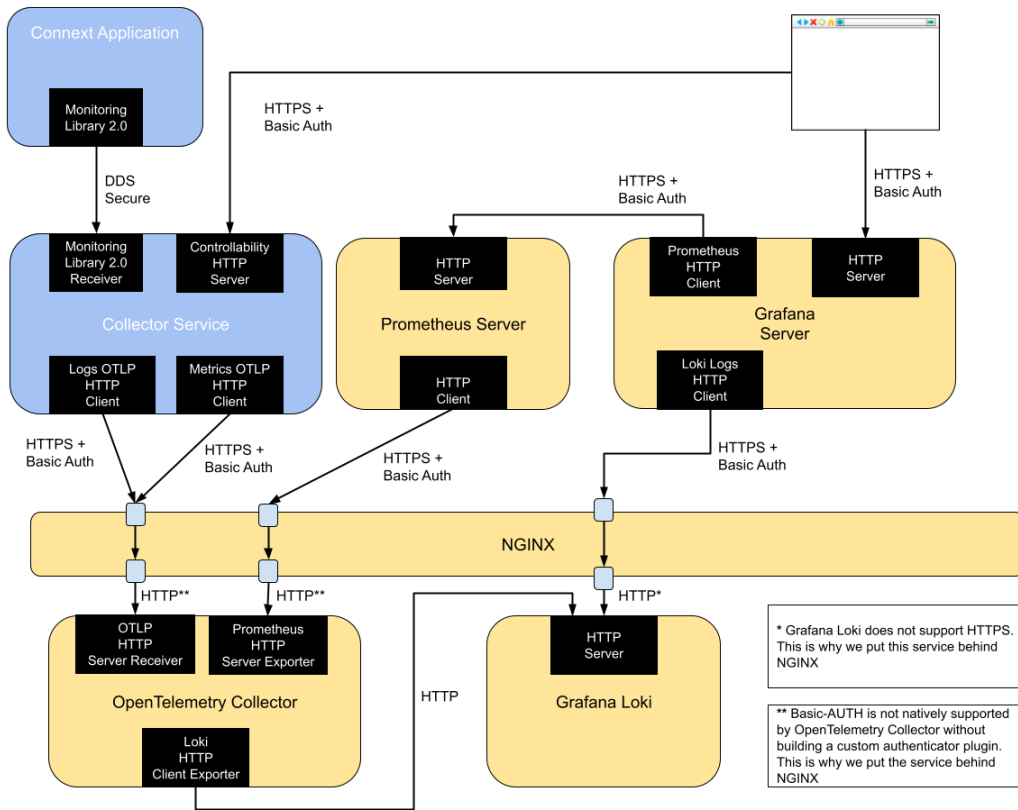 Connext Application
Monitoring
Library 2.0
HTTPS +
Basic Auth
DDS
Secure
HTTPS +
Basic Auth
HTTPS +
Basic Auth
Monitoring
Library 2.0
Receiver
Controllability
HTTP
Server
Collector Service
Logs OTLP
HTTP
Client
Metrics OTLP
HTTP
Client
HTTP
Server
Prometheus Server
HTTP
Client
Prometheus
HTTP
Client
HTTP
Server
Grafana
Server
Loki Logs
HTTP
Client
HTTPS +
Basic Auth
HTTPS +
Basic Auth
HTTPS +
Basic Auth
HTTPS +
Basic Auth
NGINX
HTTP**
HTTP**
HTTP*
OTLP
HTTP
Server Receiver
Prometheus
HTTP
Server Exporter
OpenTelemetry Collector
Loki
HTTP
Client Exporter
HTTP
HTTP
Server
Grafana Loki
* Grafana Loki does not support HTTPS.
This is why we put this service behind
NGINX
** Basic-AUTH is not natively supported
by OpenTelemetry Collector without
building a custom authenticator plugin.
This is why we put the service behind
NGINX